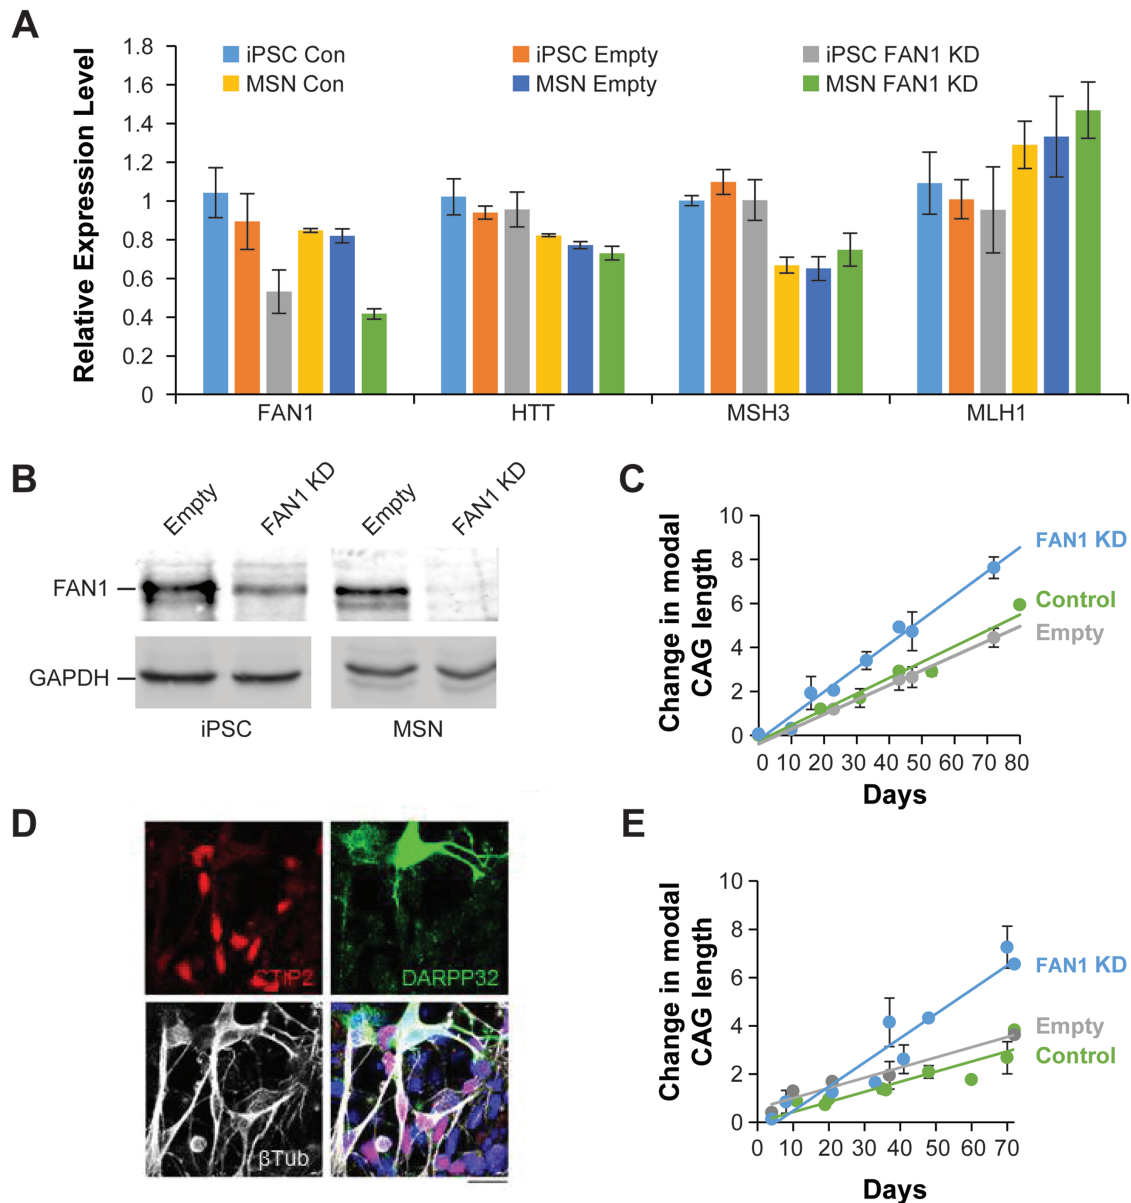 A
Relative Expression Level
1.8
1.6
1.4
1.2
1
0.8
0.6
0.4
0.2
0
iPSC Con
iPSC Empty
iPSC FAN1 KD
MSN Con
MSN Empty
MSN FAN1 KD
FAN1
HTT
MSH3
MLH1
B
Empty
FAN1 KD
Empty
FAN1 KD
FAN1
GAPDH
iPSC
MSN
C
Change in modal
CAG length
10
8
6
4
2
0
0 10 20 30 40 50 60 70 80
Days
FAN1 KD
Control
Empty
D
CTIP2
DARPP32
βTub
E
Change in modal
CAG length
10
8
6
4
2
0
0 10 20 30 40 50 60 70
Days
FAN1 KD
Empty
Control